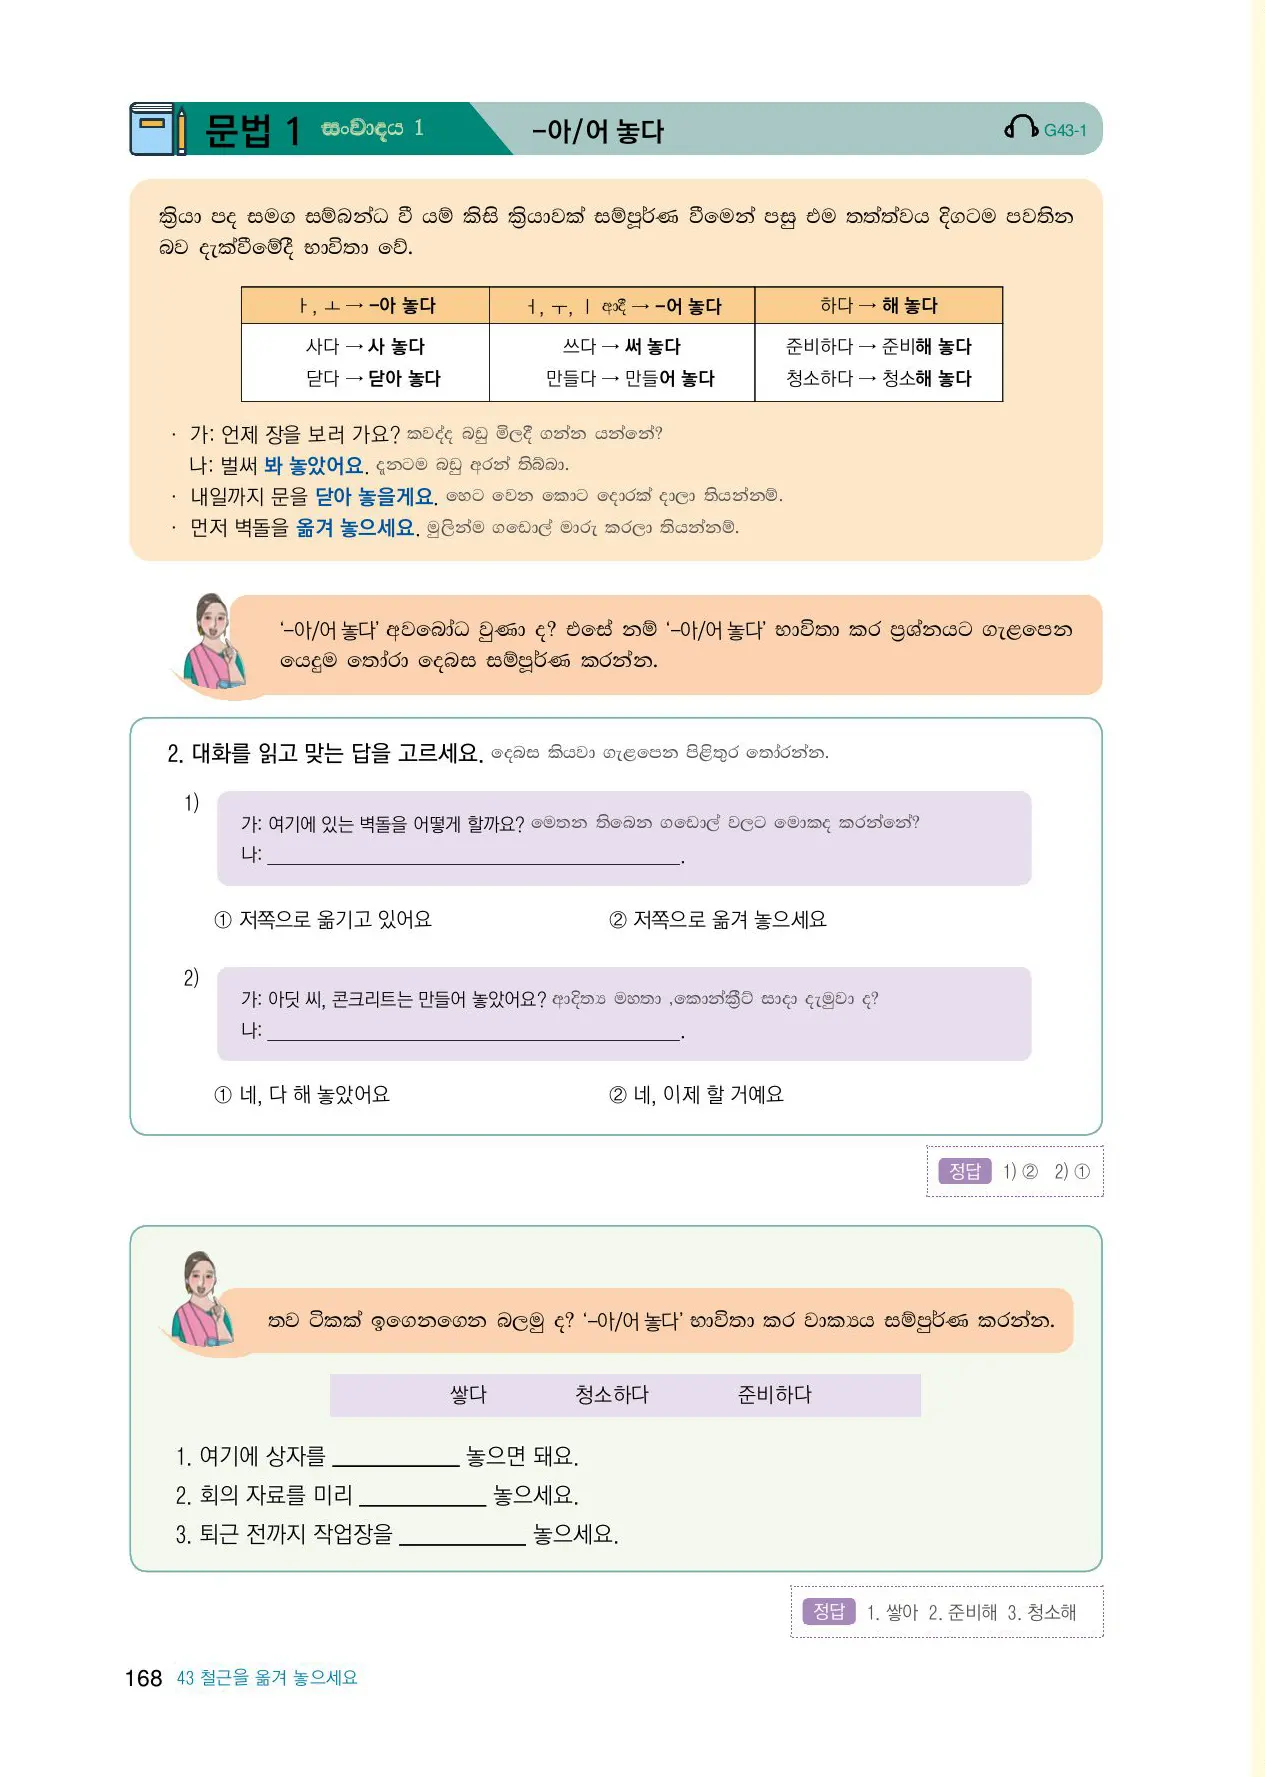 문법 1 සංවාදය 1 -아/어 놓다 G43-1
ක්‍රියා පද සමග සම්බන්ධ වී යම් කිසි ක්‍රියාවක් සම්පූර්ණ වීමෙන් පසු එම තත්ත්වය දිගටම පවතින
බව දැක්වීමේදී භාවිතා වේ.
ㅏ, ㅗ → -아 놓다 ㅓ, ㅜ, ㅣ ආදී → -어 놓다 하다 → 해 놓다
사다 → 사 놓다 쓰다 → 써 놓다 준비하다 → 준비해 놓다
닫다 → 닫아 놓다 만들다 → 만들어 놓다 청소하다 → 청소해 놓다
· 가: 언제 장을 보러 가요? කවද්ද බඩු මිලදී ගන්න යන්නේ?
나: 벌써 봐 놓았어요. දැනටම බඩු අරන් තිබ්බා.
· 내일까지 문을 닫아 놓을게요. හෙට වෙන කොට දොරක් දාලා තියන්නම්.
· 먼저 벽돌을 옮겨 놓으세요. මුලින්ම ගඩොල් මාරු කරලා තියන්නම්.
‘-아/어 놓다’ අවබෝධ වුණා ද? එසේ නම් ‘-아/어 놓다’ භාවිතා කර ප්‍රශ්නයට ගැළපෙන
යෙදුම තෝරා දෙබස සම්පූර්ණ කරන්න.
2. 대화를 읽고 맞는 답을 고르세요. දෙබස කියවා ගැළපෙන පිළිතුර තෝරන්න.
1)
가: 여기에 있는 벽돌을 어떻게 할까요? මෙතන තිබෙන ගඩොල් වලට මොකද කරන්නේ?
나: ____________________.
① 저쪽으로 옮기고 있어요 ② 저쪽으로 옮겨 놓으세요
2)
가: 아딧 씨, 콘크리트는 만들어 놓았어요? ආදිත්‍ය මහතා ,කොන්ක්‍රීට් සාදා දැමුවා ද?
나: ____________________.
① 네, 다 해 놓았어요 ② 네, 이제 할 거예요
정답 1) ② 2) ①
තව ටිකක් ඉගෙනගෙන බලමු ද? ‘-아/어 놓다’ භාවිතා කර වාක්‍යය සම්පුර්ණ කරන්න.
쌓다 청소하다 준비하다
1. 여기에 상자를 __________ 놓으면 돼요.
2. 회의 자료를 미리 __________ 놓으세요.
3. 퇴근 전까지 작업장을 __________ 놓으세요.
정답 1. 쌓아 2. 준비해 3. 청소해
168 43 철근을 옮겨 놓으세요